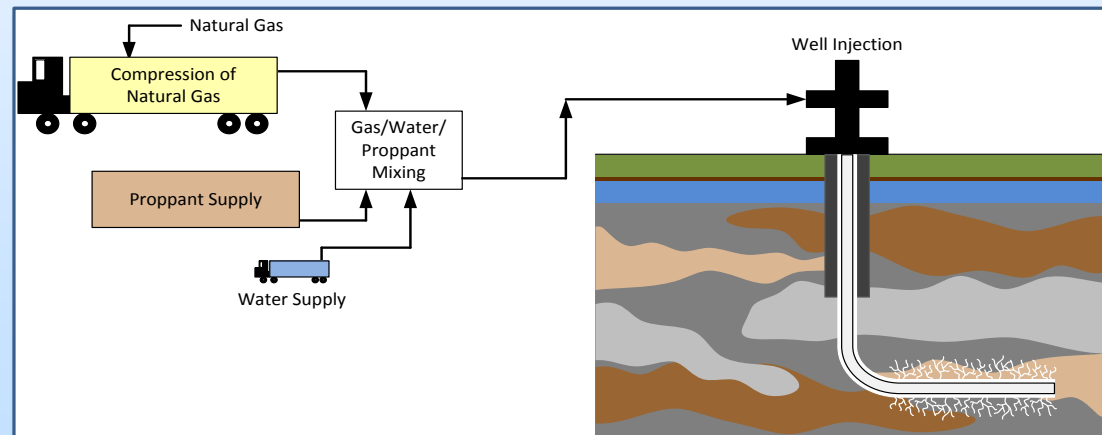 Natural Gas
Compression of
Natural Gas
Gas/Water/
Proppant
Mixing
Proppant Supply
Water Supply
Well Injection